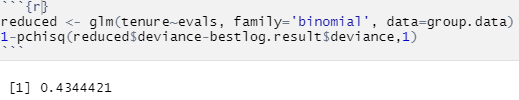 ```{r}
reduced <- glm(tenure~evals, family='binomial', data=group.data)
1-pchisq(reduced$deviance-bestlog.result$deviance,1)
```
[1] 0.4344421